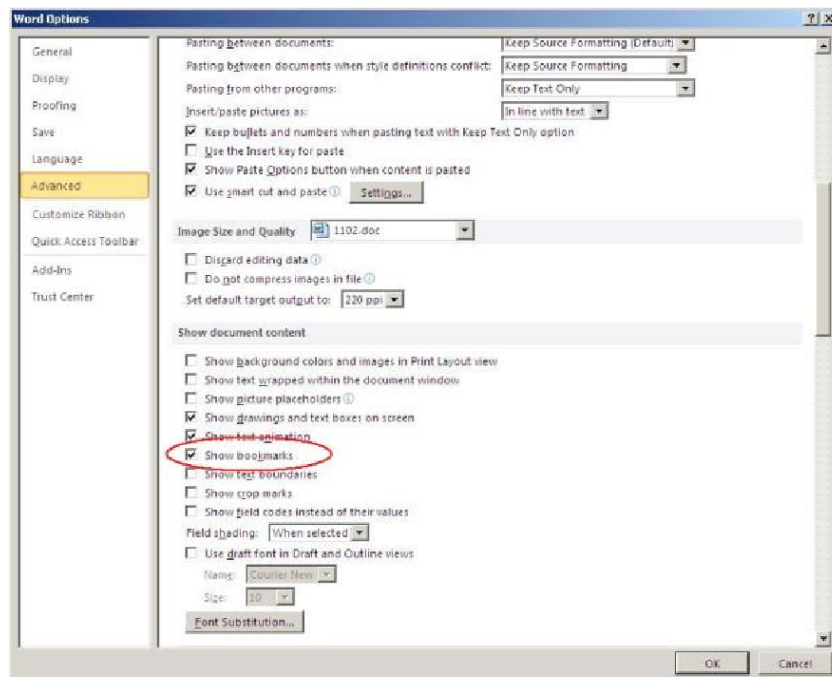 Word Options
General
Display
Proofing
Save
Language
Advanced
Customize Ribbon
Quick Access Toolbar
Add-Ins
Trust Center
Pasting between documents: Keep Source Formatting (Default)
Pasting between documents when style definitions conflict: Keep Source Formatting
Pasting from other programs: Keep Text Only
Insert/paste pictures as: In line with text
Keep bullets and numbers when pasting text with Keep Text Only option
Use the Insert key for paste
Show Paste Options button when content is pasted
Use smart cut and paste Settings...
Image Size and Quality 1102.doc
Discard editing data
Do not compress images in file
Set default target output to: 220 ppi
Show document content
Show background colors and images in Print Layout view
Show text wrapped within the document window
Show picture placeholders
Show drawings and text boxes on screen
Show text animation
Show bookmarks
Show text boundaries
Show crop marks
Show field codes instead of their values
Field shading: When selected
Use draft font in Draft and Outline views
Name: Courier New
Size: 10
Font Substitution...
OK Cancel